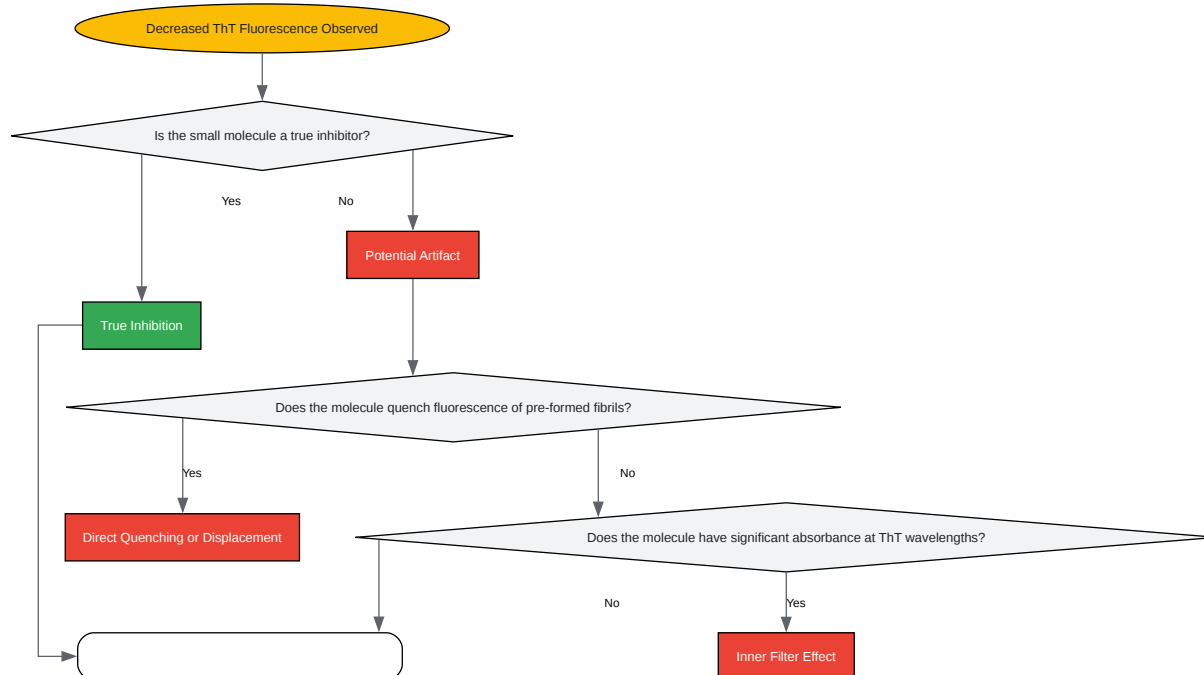 Decreased ThT Fluorescence Observed
Is the small molecule a true inhibitor?
Yes
No
Potential Artifact
True Inhibition
Does the molecule quench fluorescence of pre-formed fibrils?
Yes
No
Direct Quenching or Displacement
Does the molecule have significant absorbance at ThT wavelengths?
No
Yes
Inner Filter Effect